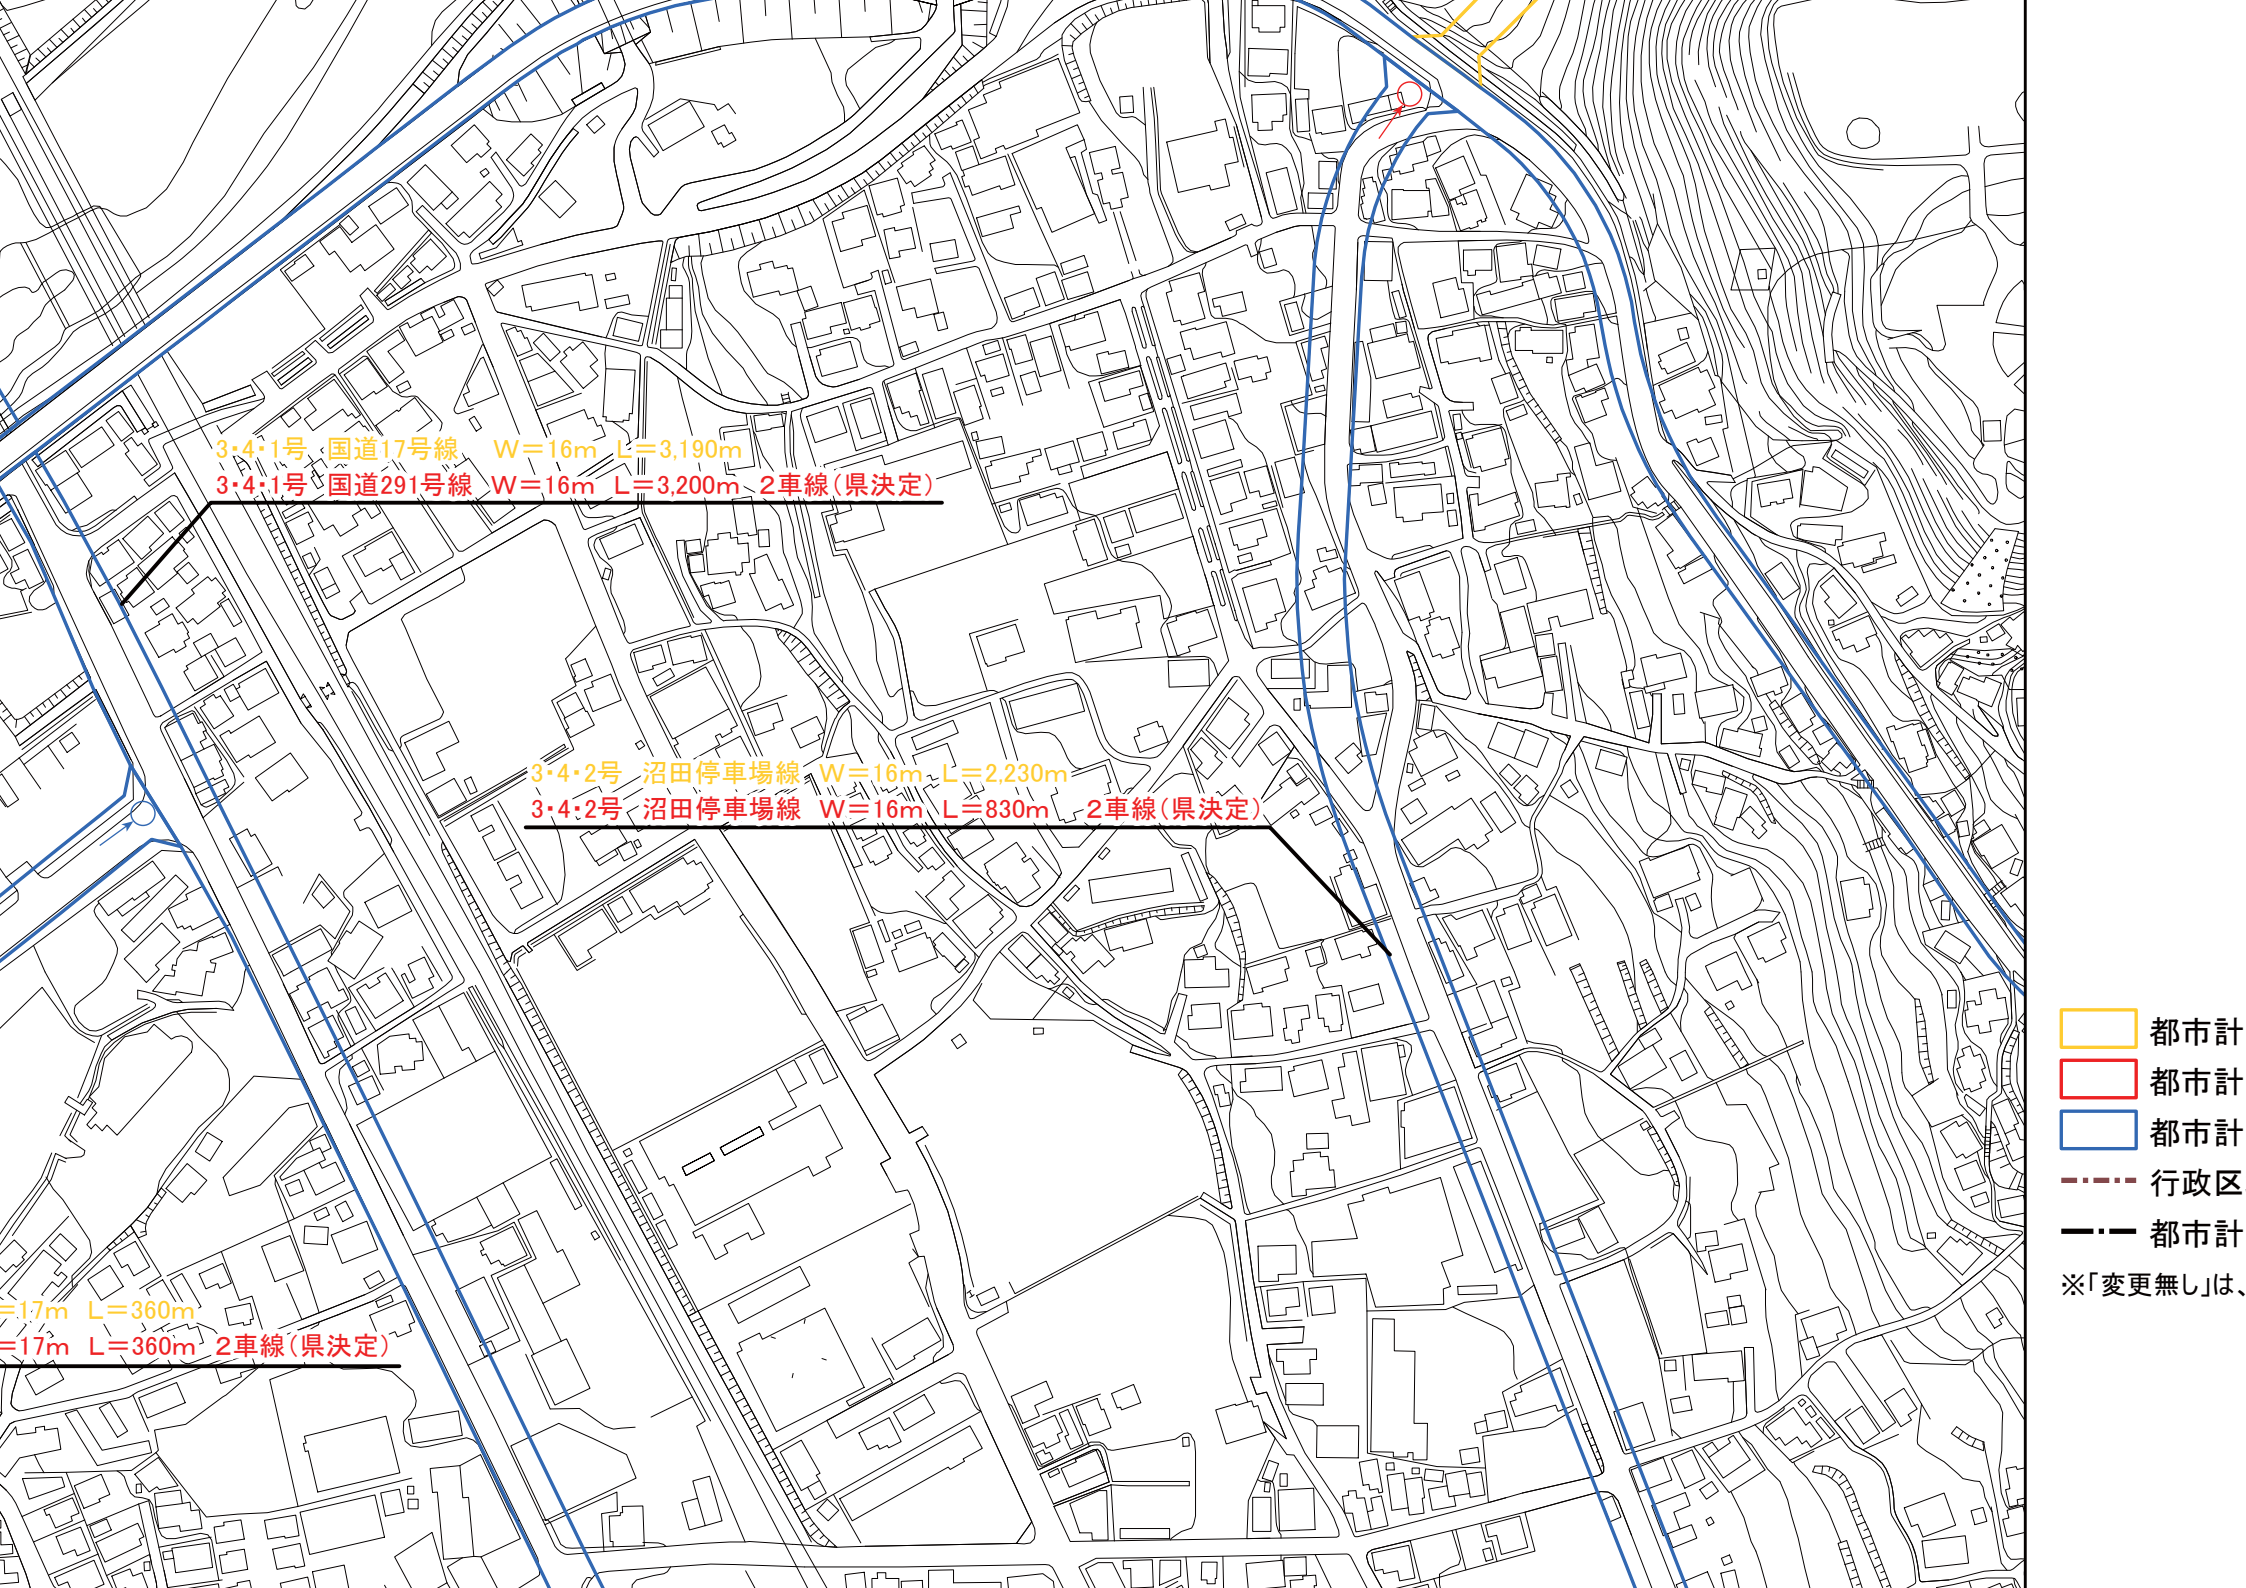 3・4・1号 国道17号線 W＝16m L＝3,190m
3・4・1号 国道291号線 W＝16m L＝3,200m 2車線（県決定）
3・4・2号 沼田停車場線 W＝16m L＝2,230m
3・4・2号 沼田停車場線 W＝16m L＝830m 2車線（県決定）
＝17m L＝360m
＝17m L＝360m 2車線（県決定）
都市計
都市計
都市計
行政区
都市計
※「変更無し」は、